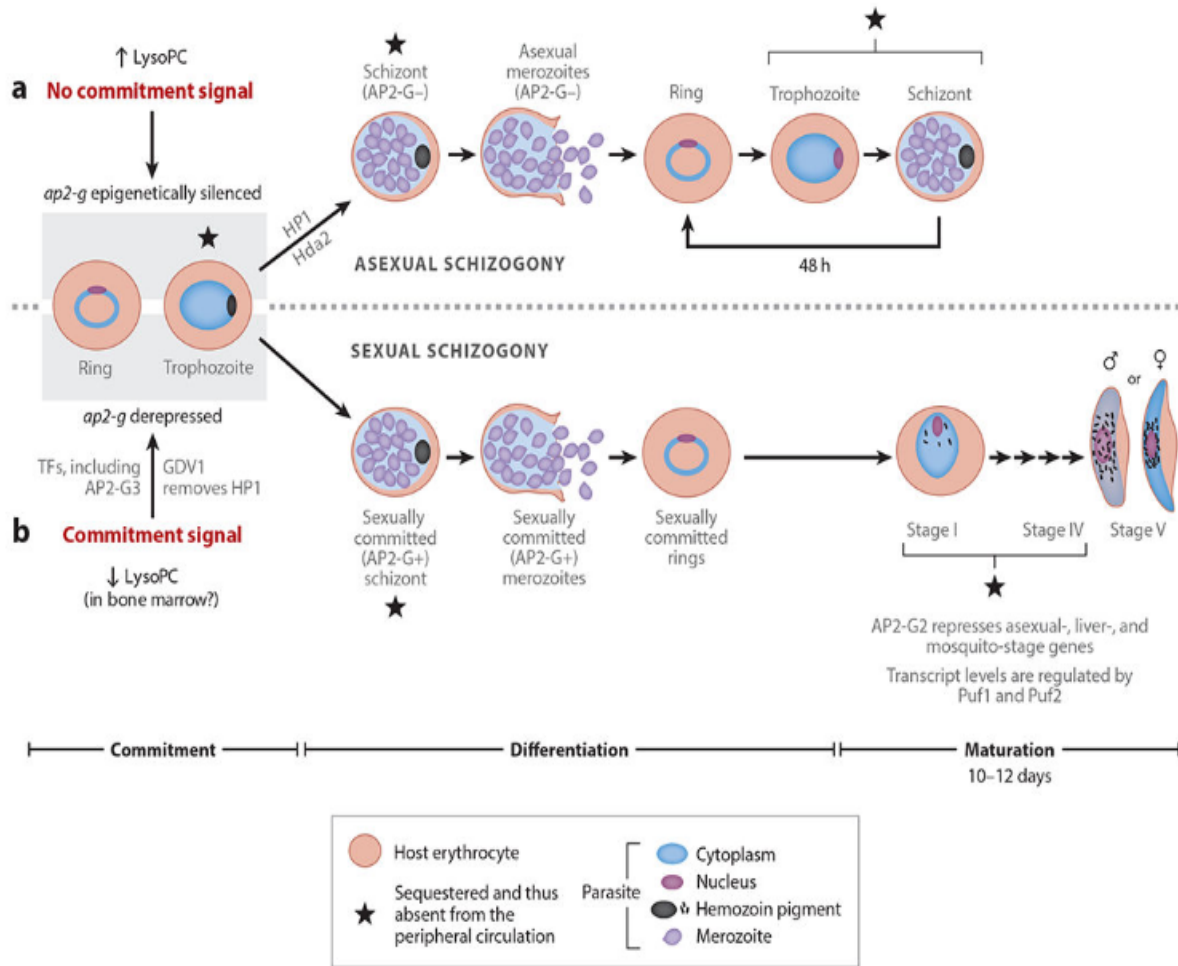 ↑ LysoPC
a No commitment signal
ap2-g epigenetically silenced
Ring
Trophozoite
ap2-g derepressed
TFs, including
AP2-G3
GDV1
removes HP1
b Commitment signal
↓ LysoPC
(in bone marrow?)
HP1
Hda2
Schizont
(AP2-G–)
Asexual
merozoites
(AP2-G–)
Ring
Trophozoite
Schizont
48 h
ASEXUAL SCHIZOGONY
SEXUAL SCHIZOGONY
Sexually
committed
(AP2-G+)
schizont
Sexually
committed
(AP2-G+)
merozoites
Sexually
committed
rings
♂ or ♀
Stage I
Stage IV
Stage V
AP2-G2 represses asexual-, liver-, and
mosquito-stage genes
Transcript levels are regulated by
Puf1 and Puf2
Commitment
Differentiation
Maturation
10–12 days
Host erythrocyte
Sequestered and thus
absent from the
peripheral circulation
Parasite
Cytoplasm
Nucleus
Hemozoin pigment
Merozoite